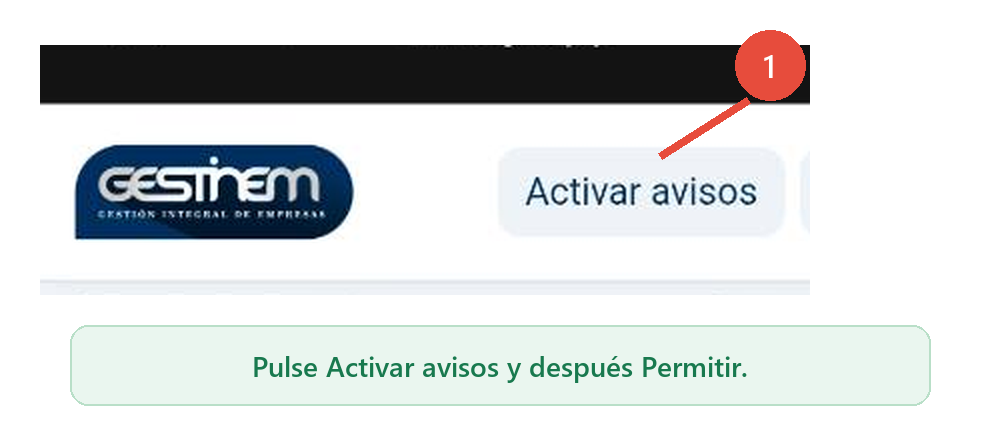 1
GESTINEM
GESTIÓN INTEGRAL DE EMPRESAS
Activar avisos
Pulse Activar avisos y después Permitir.